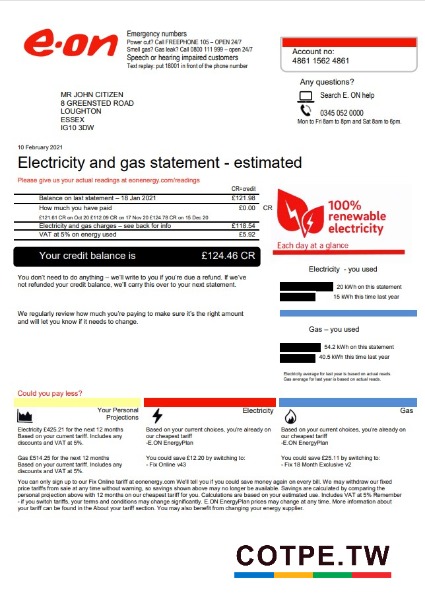 e·on
Emergency numbers
Power cut? Call FREEPHONE 105 – OPEN 24/7
Smell gas? Gas leak? Call 0800 111 999 – open 24/7
Speech or hearing impaired customers
Text relay: put 18001 in front of the phone number
Account no:
4861 1562 4861
Any questions?
Search E. ON help
0345 052 0000
Mon to Fri 8am to 8pm and Sat 8am to 6pm.
MR JOHN CITIZEN
8 GREENSTED ROAD
LOUGHTON
ESSEX
IG10 3DW
10 February 2021
Electricity and gas statement - estimated
Please give us your actual readings at eonenergy.com/readings
CR=credit
Balance on last statement – 18 Jan 2021 £121.98
How much you have paid £0.00 CR
£121.61 CR on Oct 20 £112.09 CR on 17 Nov 20 £124.78 CR on 15 Dec 20
Electricity and gas charges – see back for info £118.54
VAT at 5% on energy used £5.92
Your credit balance is £124.46 CR
100%
renewable
electricity
Each day at a glance
You don't need to do anything – we'll write to you if you're due a refund. If we've
not refunded your credit balance, we'll carry this over to your next statement.
We regularly review how much you're paying to make sure it's the right amount
and will let you know if it needs to change.
Electricity - you used
20 kWh on this statement
15 kWh this time last year
Gas – you used
54.2 kWh on this statement
40.6 kWh this time last year
Electricity average for last year is based on actual reads.
Gas average for last year is based on actual reads.
Could you pay less?
Your Personal
Projections
Electricity £425.21 for the next 12 months
Based on your current tariff. Includes any
discounts and VAT at 5%.
Gas £514.25 for the next 12 months
Based on your current tariff. Includes any
discounts and VAT at 5%.
Electricity
Based on your current choices, you're already on
our cheapest tariff
-E.ON EnergyPlan
You could save £12.20 by switching to:
- Fix Online v43
Gas
Based on your current choices, you're already on
our cheapest tariff
-E.ON EnergyPlan
You could save £25.11 by switching to:
- Fix 18 Month Exclusive v2
You can only sign up to our Fix Online tariff at eonenergy.com We'll tell you if you could save money again on every bill. We may withdraw our fixed
price tariffs from sale at any time without warning, so savings shown above may no longer be available. Savings are calculated by comparing
personal projection above with 12 months on our cheapest tariff for you. Calculations are based on your estimated use. Includes VAT at 5% Remember
- if you switch tariffs, your terms and conditions may change significantly. E.ON EnergyPlan prices may change at any time. More information about
your tariff can be found in the About your tariff section. You may also benefit from changing your energy supplier.
COTPE.TW